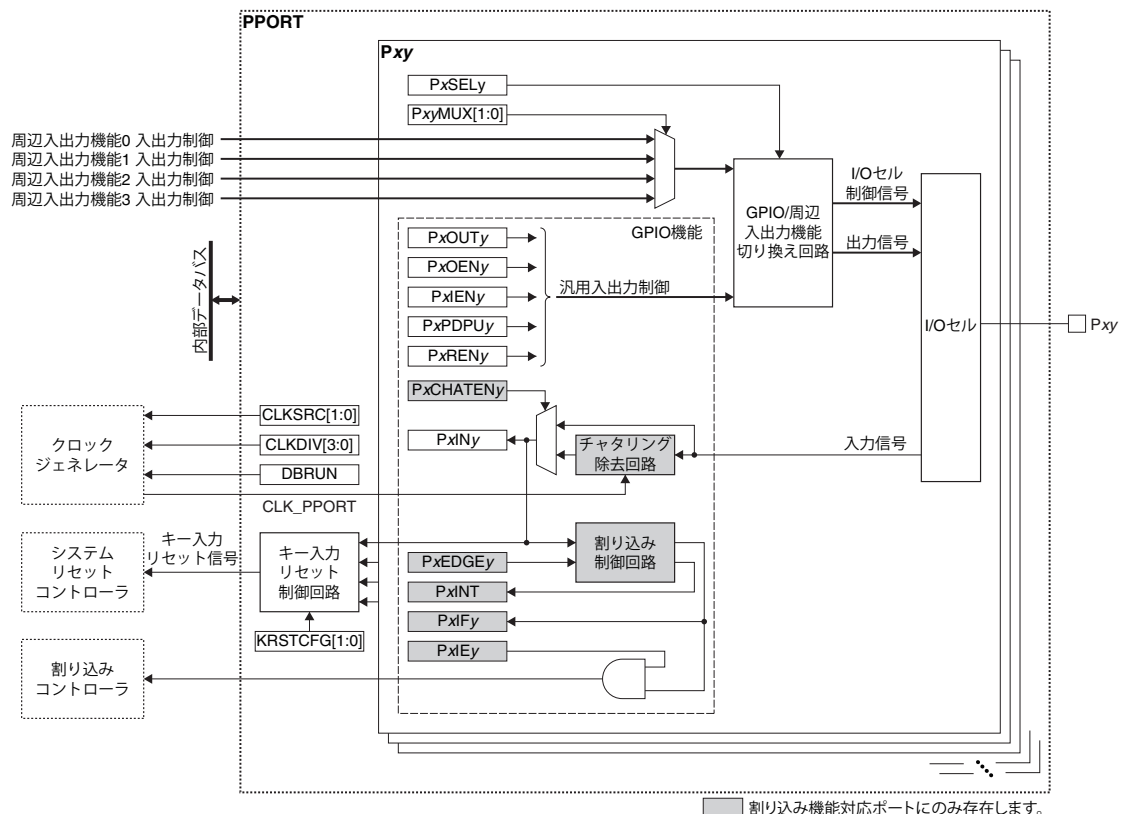 PPORT
Pxy
PxSELy
PxyMUX[1:0]
周辺入出力機能0 入出力制御
周辺入出力機能1 入出力制御
周辺入出力機能2 入出力制御
周辺入出力機能3 入出力制御
GPIO/周辺
入出力機能
切り換え回路
I/Oセル
制御信号
出力信号
I/Oセル
Pxy
内部データバス
GPIO機能
PxOUTy
PxOENy
PxIENy
PxPDPUy
PxRENy
汎用入出力制御
PxCHATENy
PxINy
チャタリング
除去回路
入力信号
クロック
ジェネレータ
CLKSRC[1:0]
CLKDIV[3:0]
DBRUN
CLK_PPORT
システム
リセット
コントローラ
キー入力
リセット信号
キー入力
リセット
制御回路
KRSTCFG[1:0]
割り込み
制御回路
PxEDGEy
PxINT
PxIFy
PxIEy
割り込み
コントローラ
割り込み機能対応ポートにのみ存在します。